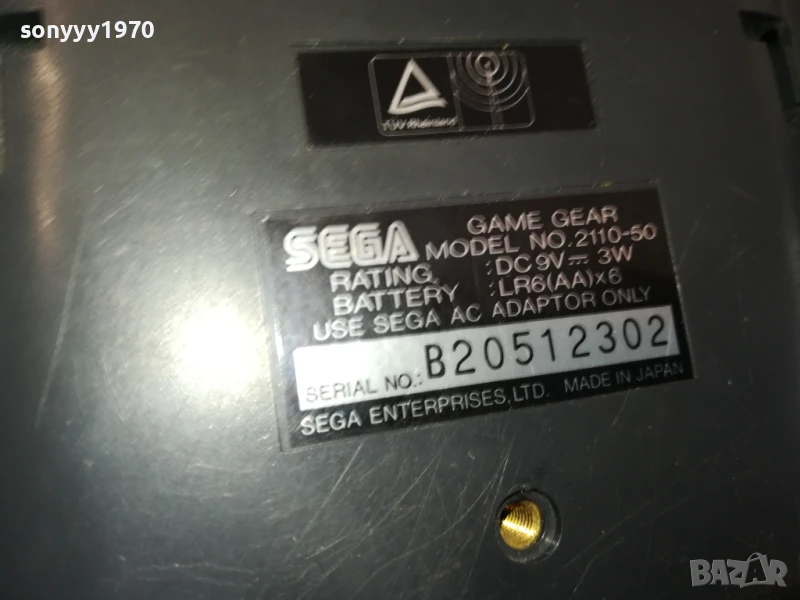 sonyyy1970
TÜV Rheinland
SEGA GAME GEAR
MODEL NO. 2110-50
RATING :DC 9V ⎓ 3W
BATTERY :LR6(AA)×6
USE SEGA AC ADAPTOR ONLY
SERIAL NO.: B20512302
SEGA ENTERPRISES, LTD. MADE IN JAPAN
BAZAR